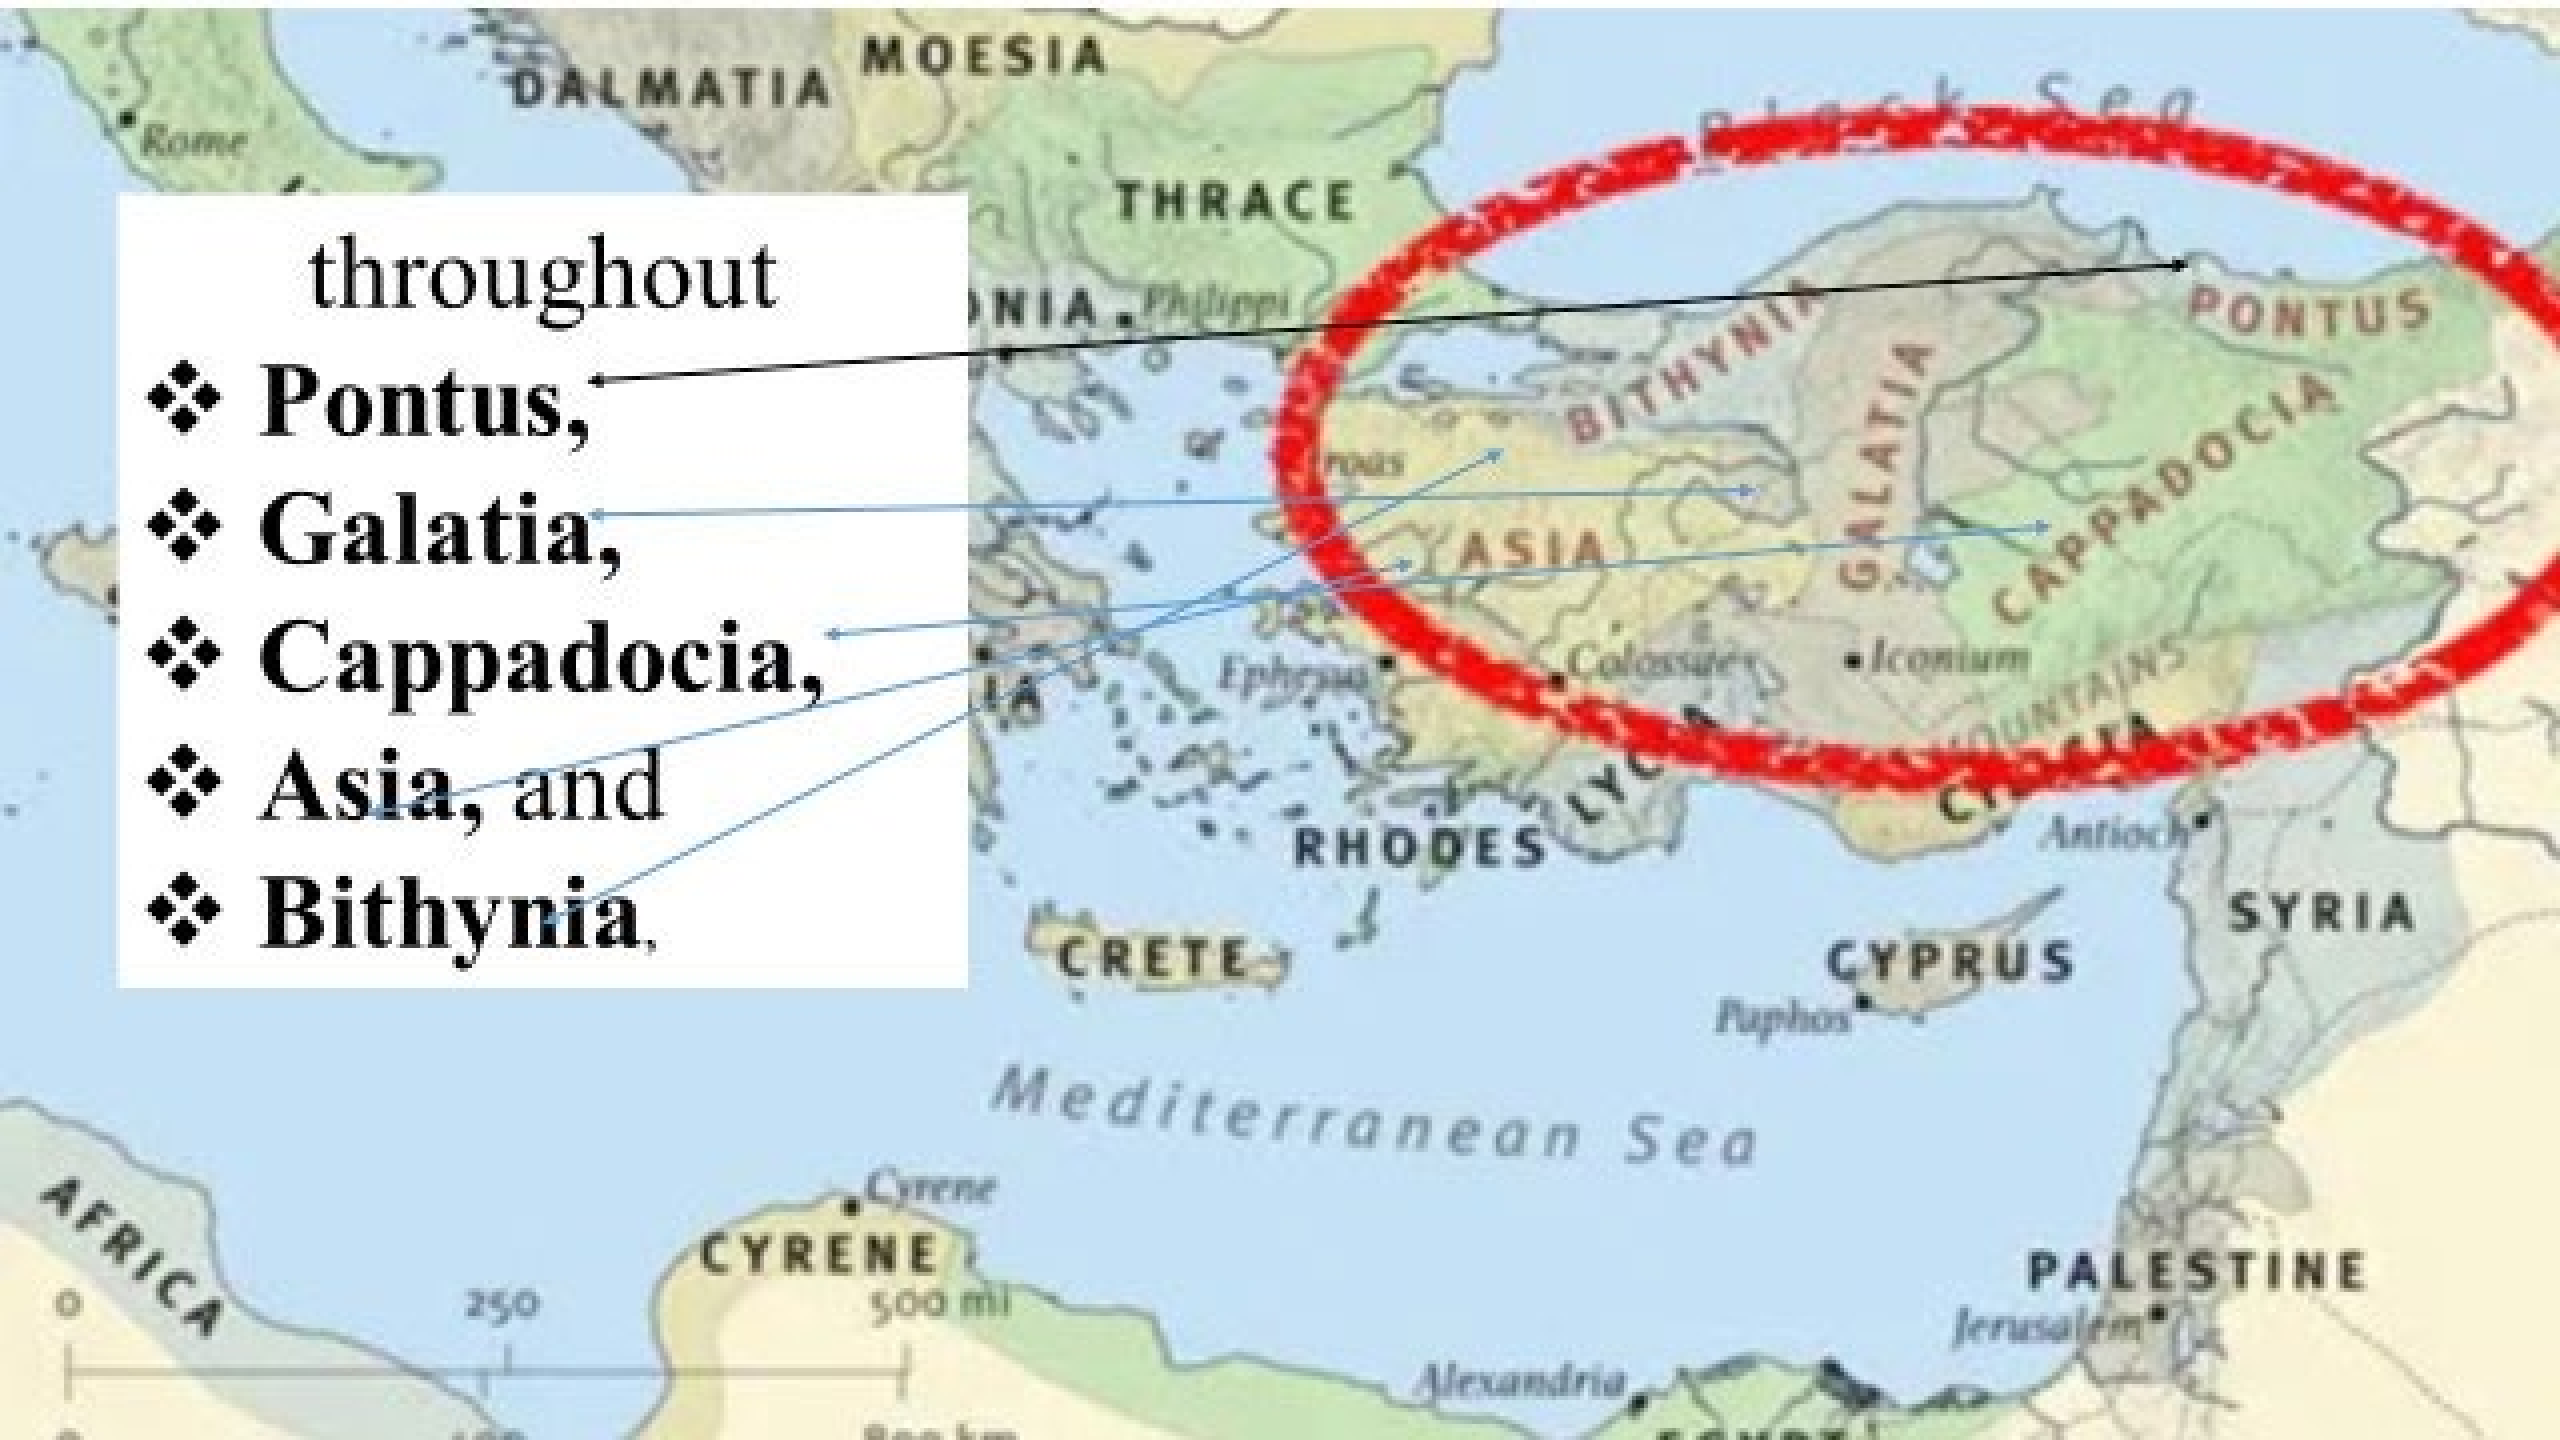 MOESIA
DALMATIA
Black Sea
Rome
THRACE
throughout
❖ Pontus,
❖ Galatia,
❖ Cappadocia,
❖ Asia, and
❖ Bithynia,
Philippi
BITHYNIA
PONTUS
GALATIA
CAPPADOCIA
ASIA
Ephesus
Colossae
Iconium
MOUNTAINS
RHODES
Antioch
SYRIA
CRETE
CYPRUS
Paphos
Mediterranean Sea
AFRICA
Cyrene
CYRENE
PALESTINE
Jerusalem
Alexandria
0 250 500 mi